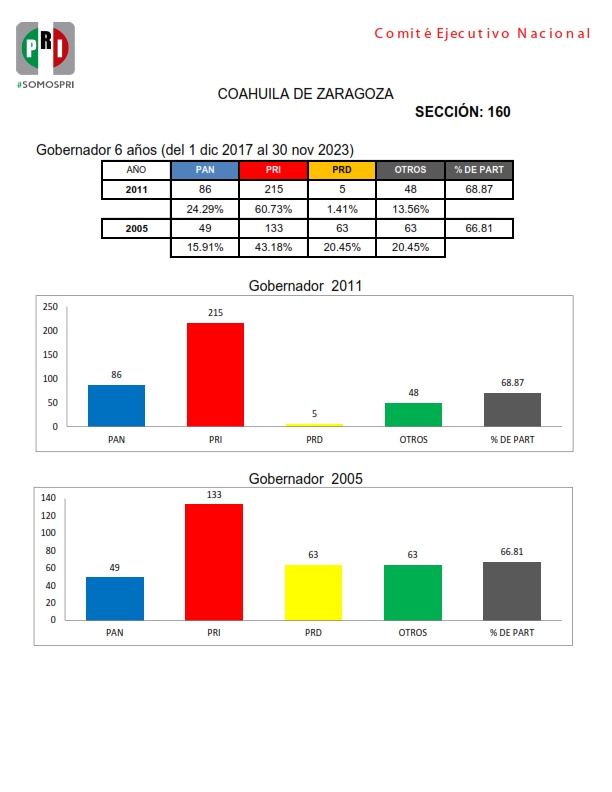 Comité Ejecutivo Nacional
PRI
#SOMOSPRI
COAHUILA DE ZARAGOZA
SECCIÓN: 160
Gobernador 6 años (del 1 dic 2017 al 30 nov 2023)
AÑO PAN PRI PRD OTROS % DE PART
2011 86 215 5 48 68.87
24.29% 60.73% 1.41% 13.56%
2005 49 133 63 63 66.81
15.91% 43.18% 20.45% 20.45%
Gobernador 2011
250
200
150
100
50
0
86
215
5
48
68.87
PAN PRI PRD OTROS % DE PART
Gobernador 2005
140
120
100
80
60
40
20
0
49
133
63
63
66.81
PAN PRI PRD OTROS % DE PART